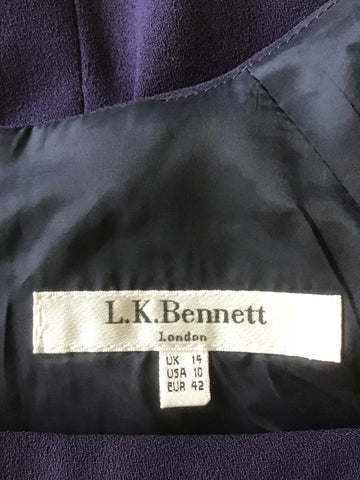 L.K.Bennett
London
UK 14
USA 10
EUR 42